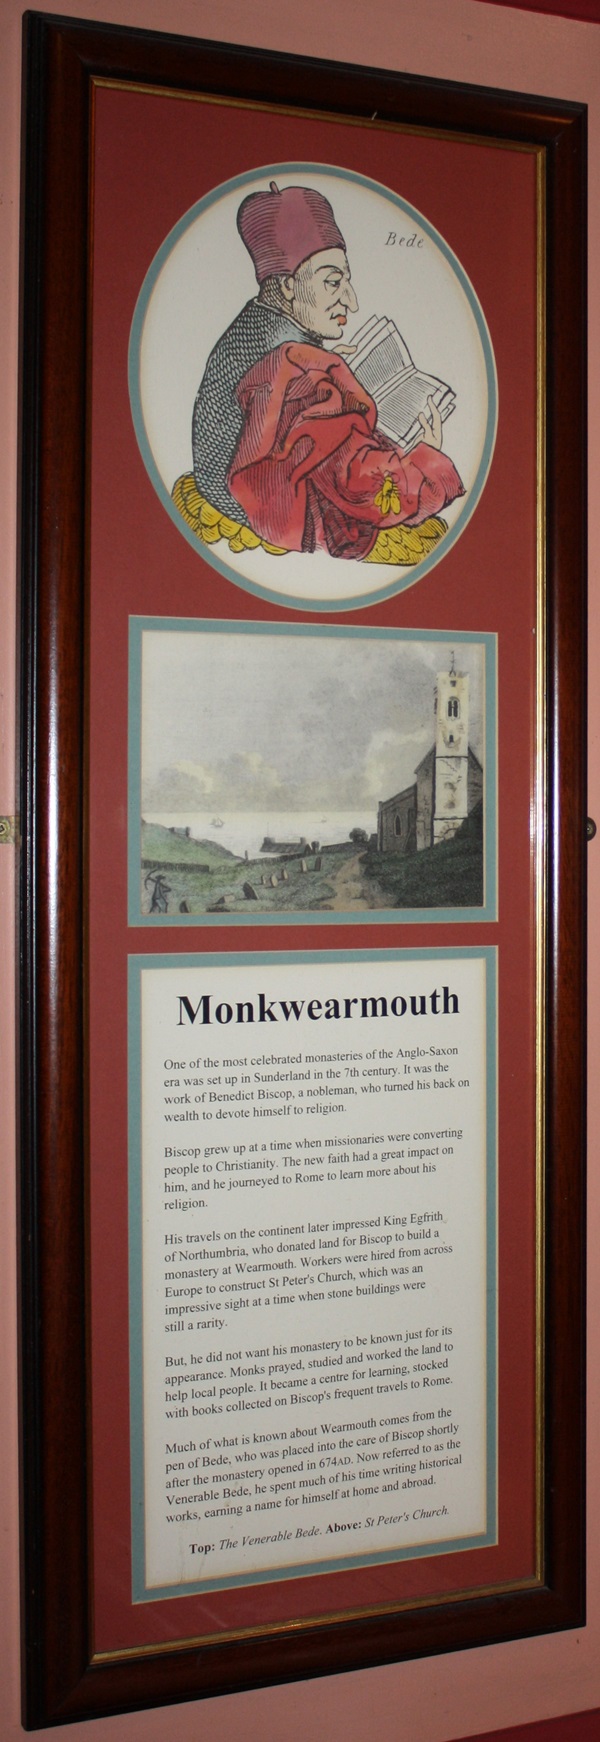 Bede
Monkwearmouth
One of the most celebrated monasteries of the Anglo-Saxon
era was set up in Sunderland in the 7th century. It was the
work of Benedict Biscop, a nobleman, who turned his back on
wealth to devote himself to religion.
Biscop grew up at a time when missionaries were converting
people to Christianity. The new faith had a great impact on
him, and he journeyed to Rome to learn more about his
religion.
His travels on the continent later impressed King Egfrith
of Northumbria, who donated land for Biscop to build a
monastery at Wearmouth. Workers were hired from across
Europe to construct St Peter's Church, which was an
impressive sight at a time when stone buildings were
still a rarity.
But, he did not want his monastery to be known just for its
appearance. Monks prayed, studied and worked the land to
help local people. It became a centre for learning, stocked
with books collected on Biscop's frequent travels to Rome.
Much of what is known about Wearmouth comes from the
pen of Bede, who was placed into the care of Biscop shortly
after the monastery opened in 674AD. Now referred to as the
Venerable Bede, he spent much of his time writing historical
works, earning a name for himself at home and abroad.
Top: The Venerable Bede. Above: St Peter's Church.